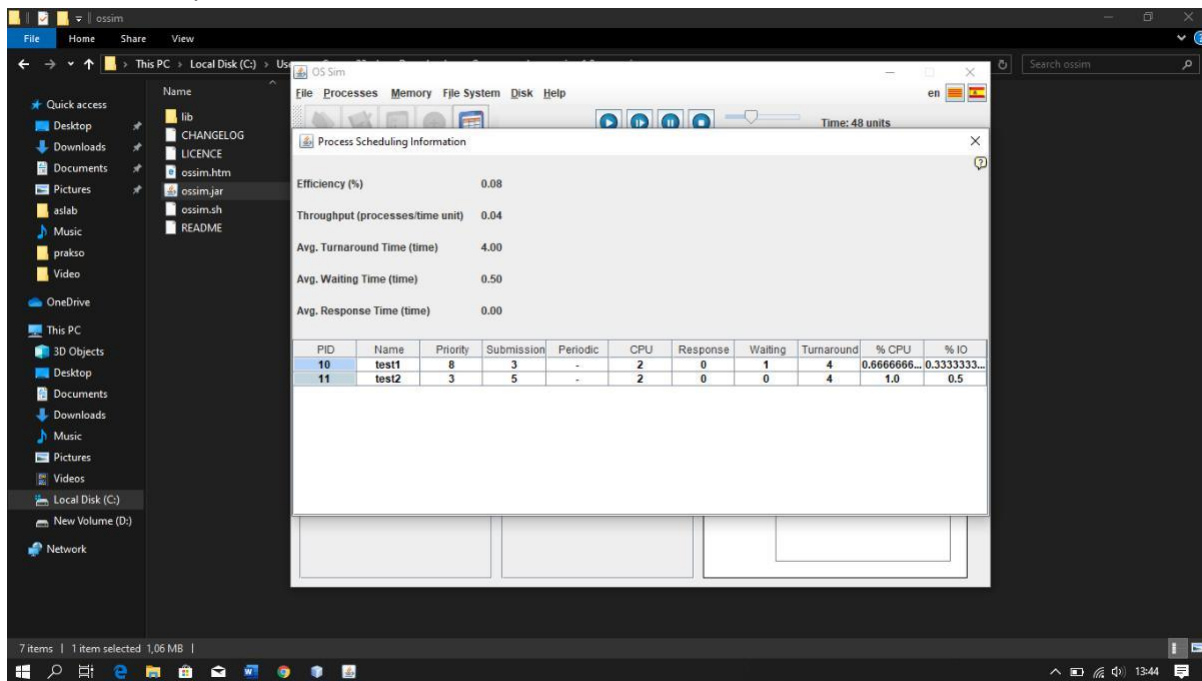 ossim
File Home Share View
This PC > Local Disk (C:) >
Search ossim
Quick access
Desktop
Downloads
Documents
Pictures
aslab
Music
prakso
Video
OneDrive
This PC
3D Objects
Desktop
Documents
Downloads
Music
Pictures
Videos
Local Disk (C:)
New Volume (D:)
Network
Name
lib
CHANGELOG
LICENCE
ossim.htm
ossim.jar
ossim.sh
README
OS Sim
File Processes Memory File System Disk Help en
Time: 48 units
Process Scheduling Information
Efficiency (%) 0.08
Throughput (processes/time unit) 0.04
Avg. Turnaround Time (time) 4.00
Avg. Waiting Time (time) 0.50
Avg. Response Time (time) 0.00
PID Name Priority Submission Periodic CPU Response Waiting Turnaround % CPU % IO
10 test1 8 3 - 2 0 1 4 0.6666666... 0.3333333...
11 test2 3 5 - 2 0 0 4 1.0 0.5
7 items | 1 item selected 1,06 MB |
13:44